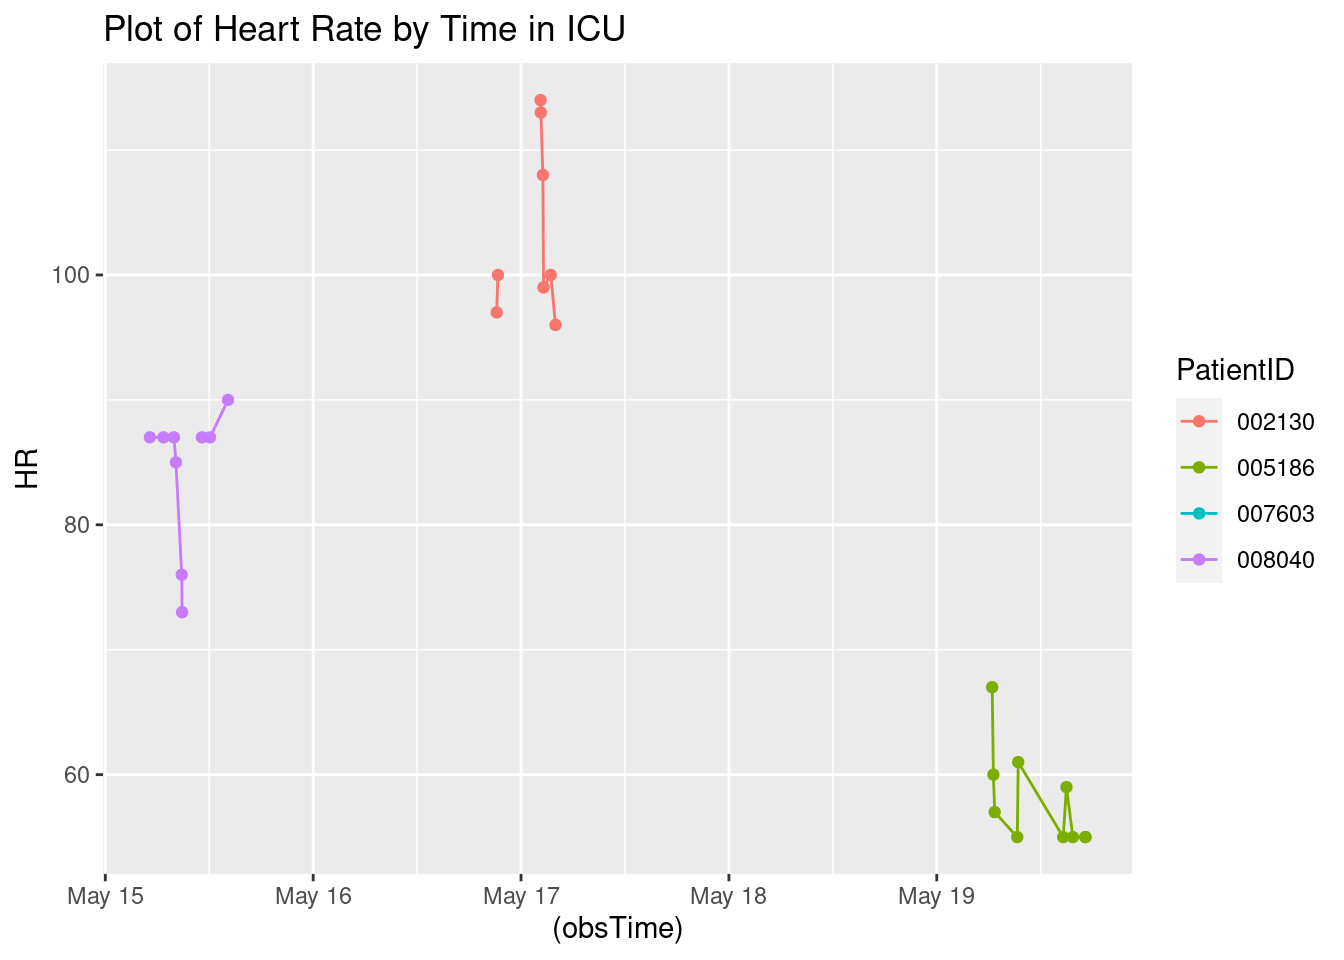 Plot of Heart Rate by Time in ICU
HR
100
80
60
May 15 May 16 May 17 May 18 May 19
(obsTime)
PatientID
002130
005186
007603
008040